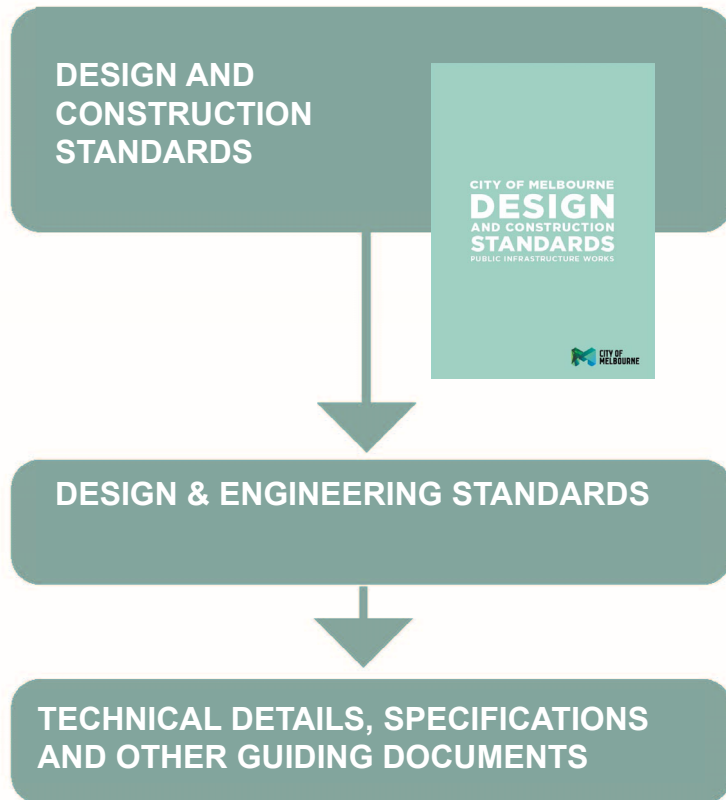 DESIGN AND
CONSTRUCTION
STANDARDS
CITY OF MELBOURNE
DESIGN
AND CONSTRUCTION
STANDARDS
PUBLIC INFRASTRUCTURE WORKS
CITY OF
MELBOURNE
DESIGN & ENGINEERING STANDARDS
TECHNICAL DETAILS, SPECIFICATIONS
AND OTHER GUIDING DOCUMENTS